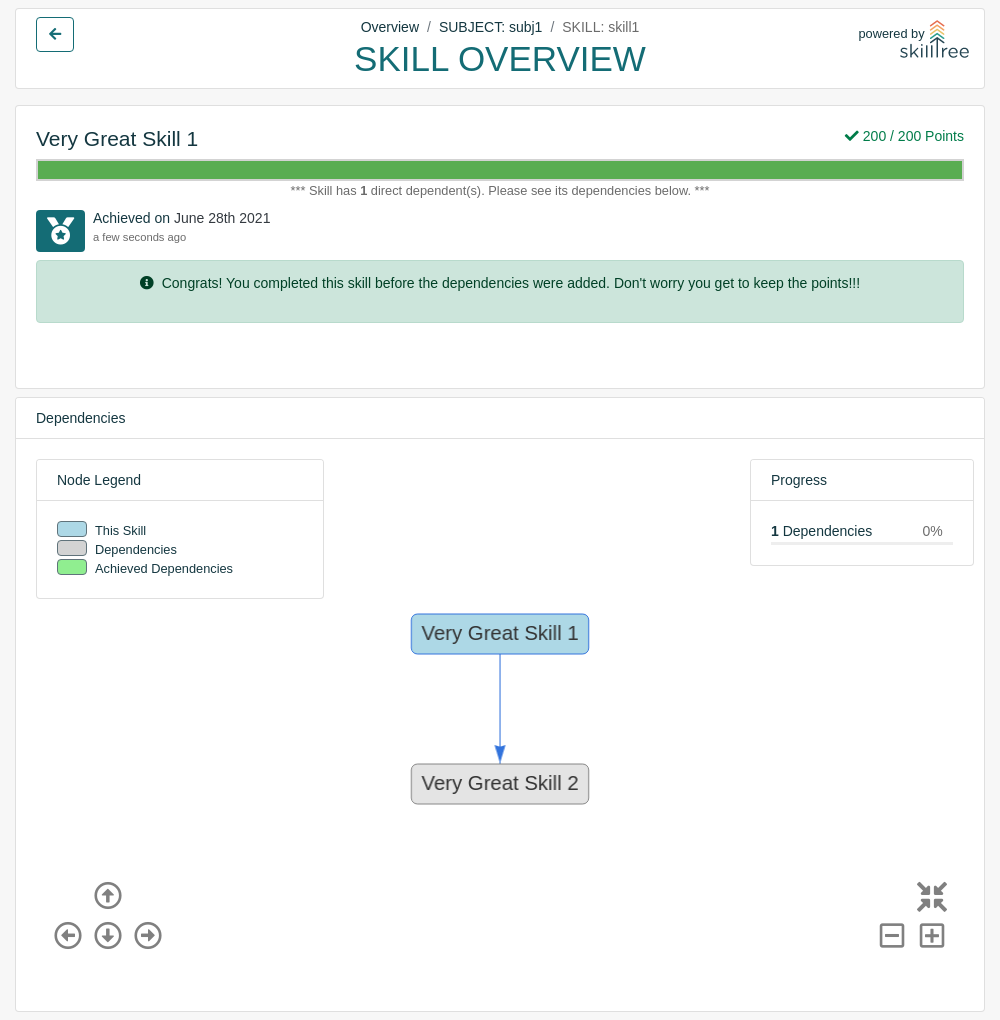 Overview / SUBJECT: subj1 / SKILL: skill1
SKILL OVERVIEW
powered by
skilltree
Very Great Skill 1
200 / 200 Points
*** Skill has 1 direct dependent(s). Please see its dependencies below. ***
Achieved on June 28th 2021
a few seconds ago
Congrats! You completed this skill before the dependencies were added. Don't worry you get to keep the points!!!
Dependencies
Node Legend
This Skill
Dependencies
Achieved Dependencies
Progress
1 Dependencies 0%
Very Great Skill 1
Very Great Skill 2